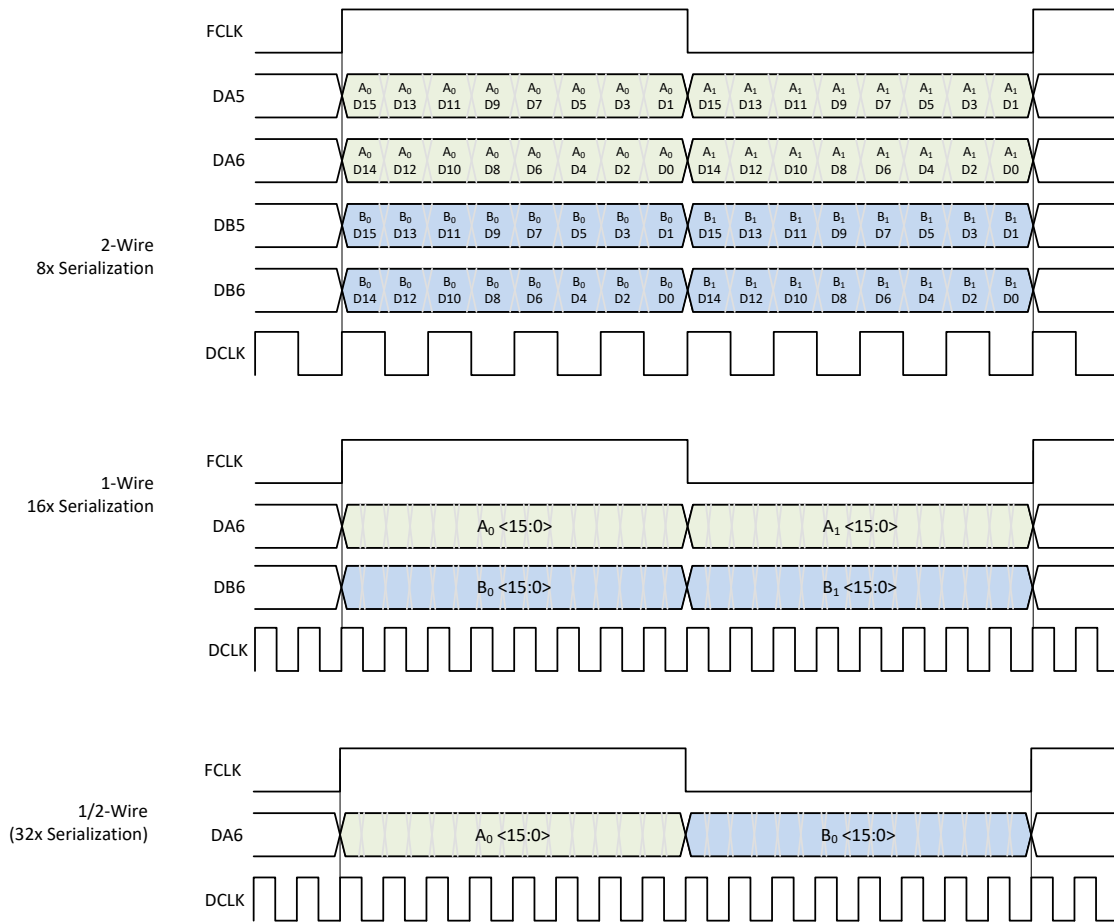 FCLK
DA5
A₀ A₀ A₀ A₀ A₀ A₀ A₀ A₀ A₁ A₁ A₁ A₁ A₁ A₁ A₁ A₁
D15 D13 D11 D9 D7 D5 D3 D1 D15 D13 D11 D9 D7 D5 D3 D1
DA6
A₀ A₀ A₀ A₀ A₀ A₀ A₀ A₀ A₁ A₁ A₁ A₁ A₁ A₁ A₁ A₁
D14 D12 D10 D8 D6 D4 D2 D0 D14 D12 D10 D8 D6 D4 D2 D0
2-Wire
8x Serialization
DB5
B₀ B₀ B₀ B₀ B₀ B₀ B₀ B₀ B₁ B₁ B₁ B₁ B₁ B₁ B₁ B₁
D15 D13 D11 D9 D7 D5 D3 D1 D15 D13 D11 D9 D7 D5 D3 D1
DB6
B₀ B₀ B₀ B₀ B₀ B₀ B₀ B₀ B₁ B₁ B₁ B₁ B₁ B₁ B₁ B₁
D14 D12 D10 D8 D6 D4 D2 D0 D14 D12 D10 D8 D6 D4 D2 D0
DCLK
FCLK
1-Wire
16x Serialization
DA6 A₀ <15:0> A₁ <15:0>
DB6 B₀ <15:0> B₁ <15:0>
DCLK
FCLK
1/2-Wire
(32x Serialization)
DA6 A₀ <15:0> B₀ <15:0>
DCLK